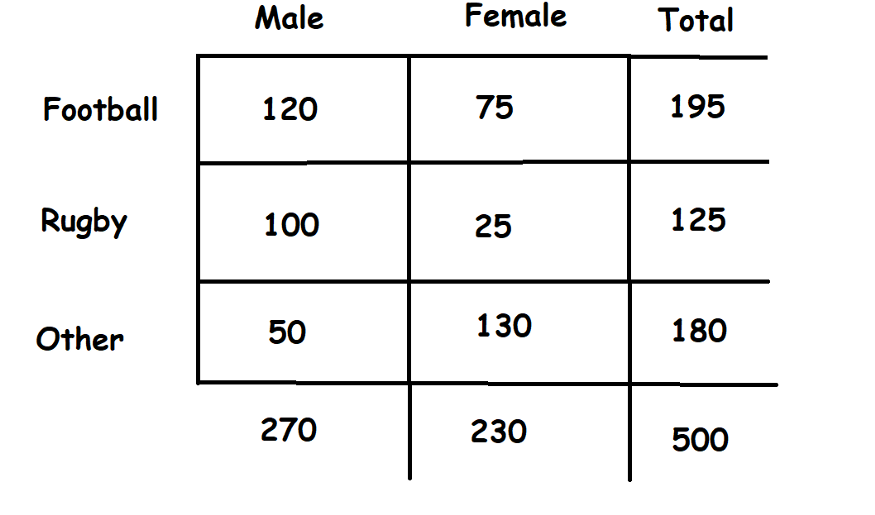 Male Female Total
Football 120 75 195
Rugby 100 25 125
Other 50 130 180
270 230 500